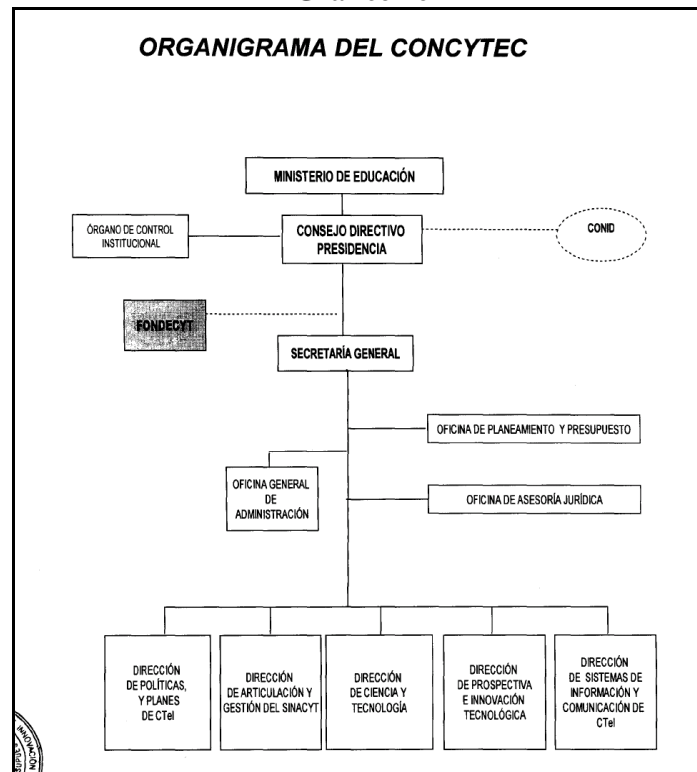 ORGANIGRAMA DEL CONCYTEC
MINISTERIO DE EDUCACIÓN
ÓRGANO DE CONTROL
INSTITUCIONAL
CONSEJO DIRECTIVO
PRESIDENCIA
CONID
FONDECYT
SECRETARÍA GENERAL
OFICINA DE PLANEAMIENTO Y PRESUPUESTO
OFICINA GENERAL
DE
ADMINISTRACIÓN
OFICINA DE ASESORÍA JURÍDICA
DIRECCIÓN
DE POLÍTICAS,
Y PLANES
DE CTeI
DIRECCIÓN
DE ARTICULACIÓN Y
GESTIÓN DEL SINACYT
DIRECCIÓN
DE CIENCIA Y
TECNOLOGÍA
DIRECCIÓN
DE PROSPECTIVA
E INNOVACIÓN
TECNOLÓGICA
DIRECCIÓN
DE SISTEMAS DE
INFORMACIÓN Y
COMUNICACIÓN DE
CTeI